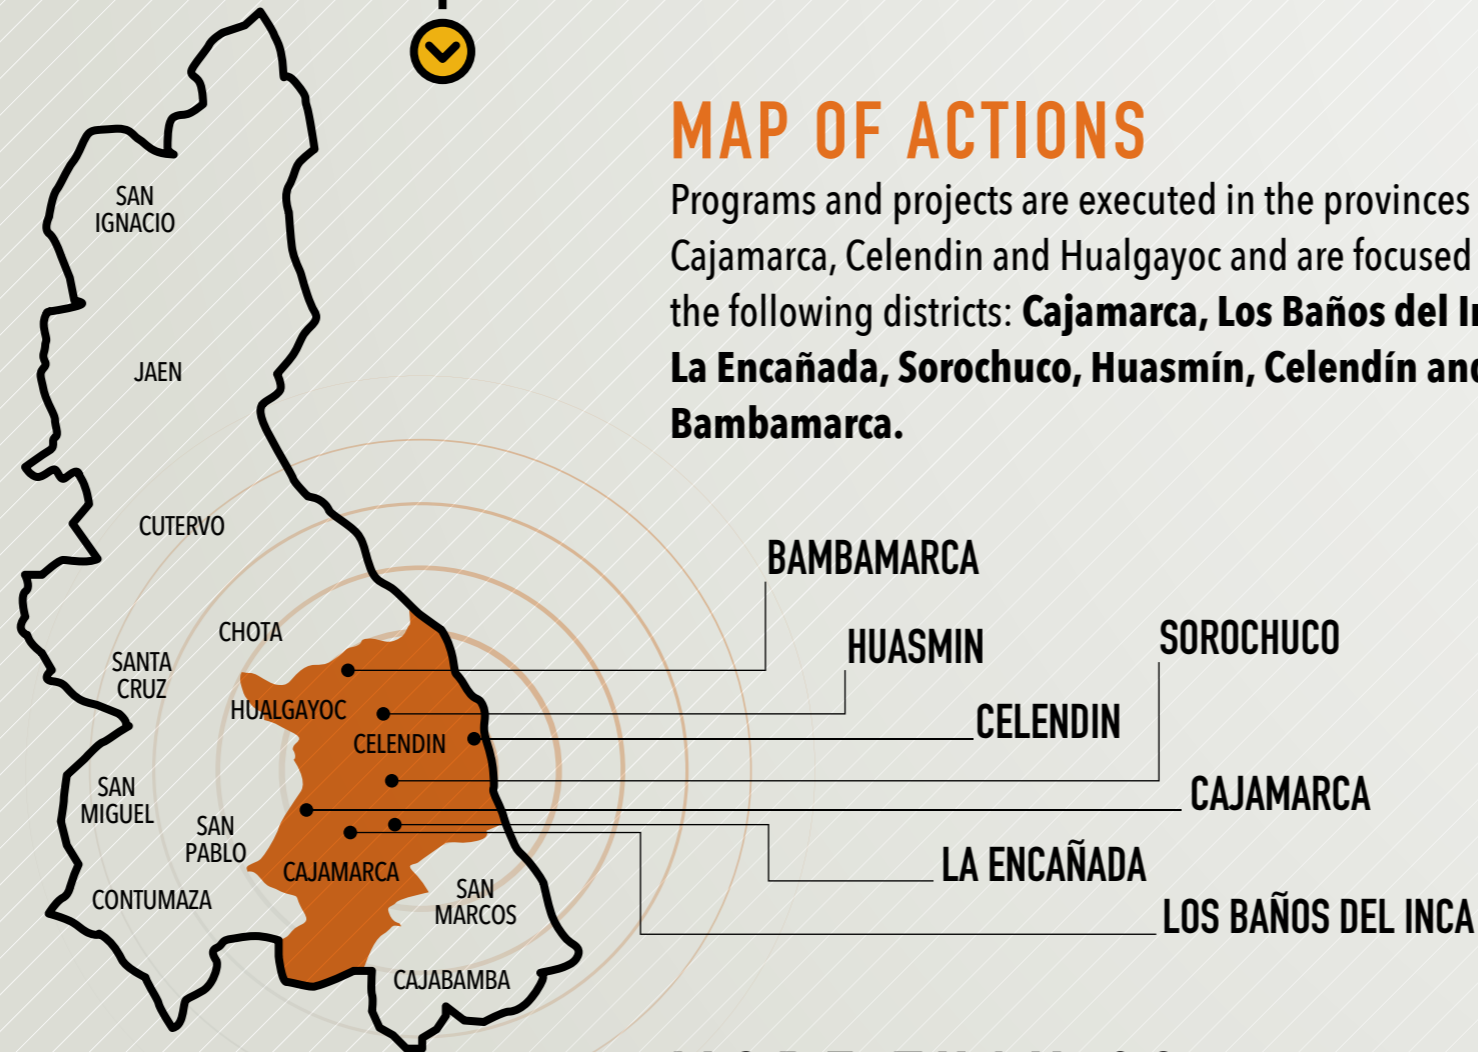 MAP OF ACTIONS
Programs and projects are executed in the provinces
Cajamarca, Celendin and Hualgayoc and are focused
the following districts: Cajamarca, Los Baños del
La Encañada, Sorochuco, Huasmín, Celendín and
Bambamarca.
SAN
IGNACIO
JAEN
CUTERVO
CHOTA
SANTA
CRUZ
HUALGAYOC
CELENDIN
SAN
MIGUEL
SAN
PABLO
CAJAMARCA
CONTUMAZA
SAN
MARCOS
CAJABAMBA
BAMBAMARCA
HUASMIN
SOROCHUCO
CELENDIN
CAJAMARCA
LA ENCAÑADA
LOS BAÑOS DEL INCA